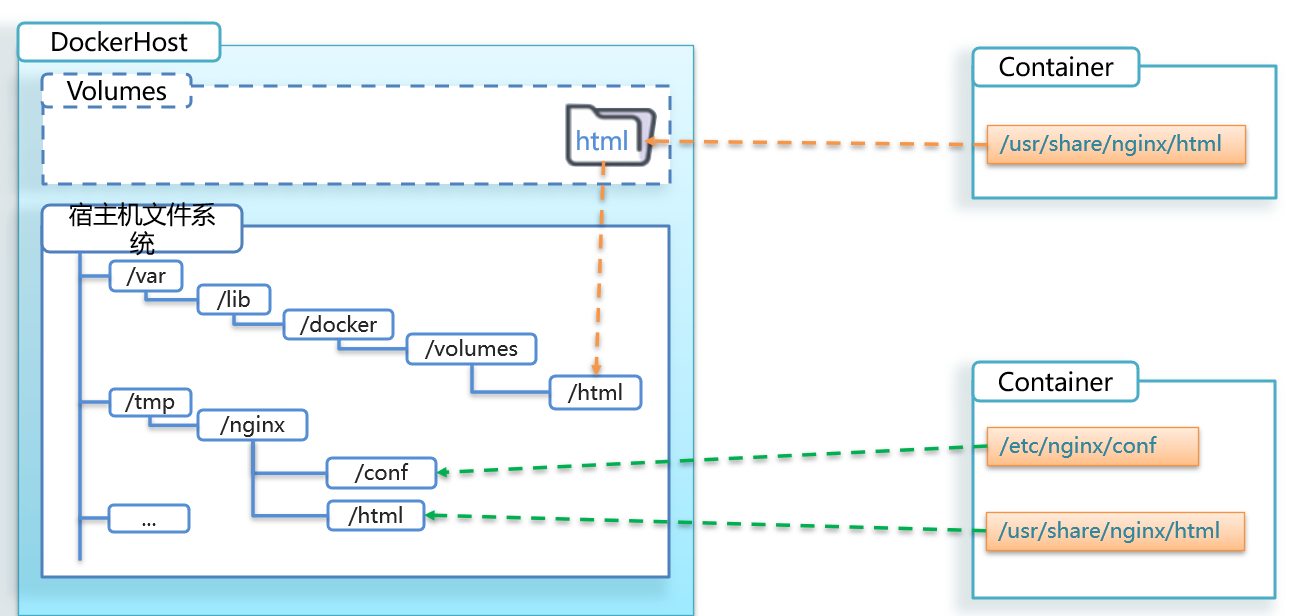 DockerHost
Volumes
html
宿主机文件系
统
/var
/lib
/docker
/volumes
/html
/tmp
/nginx
/conf
/html
...
Container
/usr/share/nginx/html
Container
/etc/nginx/conf
/usr/share/nginx/html